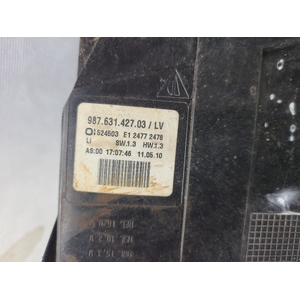 987.631.427.03 / LV
1524603 E1 2477 2478
LI SW.1.3 HW.1.3
AS:00 17:07:46 11.05.10